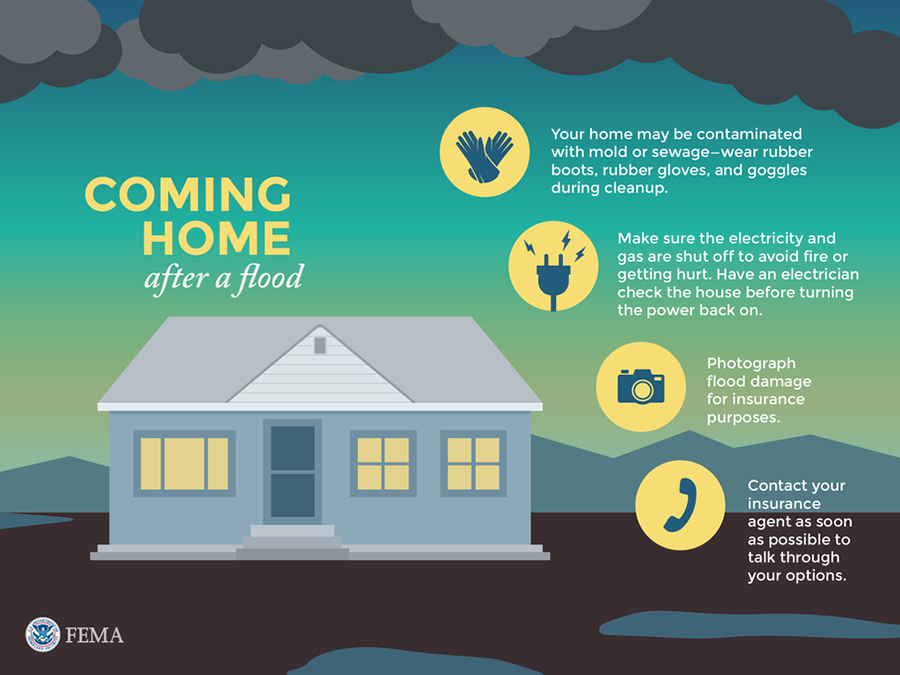 COMING
HOME
after a flood
Your home may be contaminated
with mold or sewage—wear rubber
boots, rubber gloves, and goggles
during cleanup.
Make sure the electricity and
gas are shut off to avoid fire or
getting hurt. Have an electrician
check the house before turning
the power back on.
Photograph
flood damage
for insurance
purposes.
Contact your
insurance
agent as soon
as possible to
talk through
your options.
FEMA